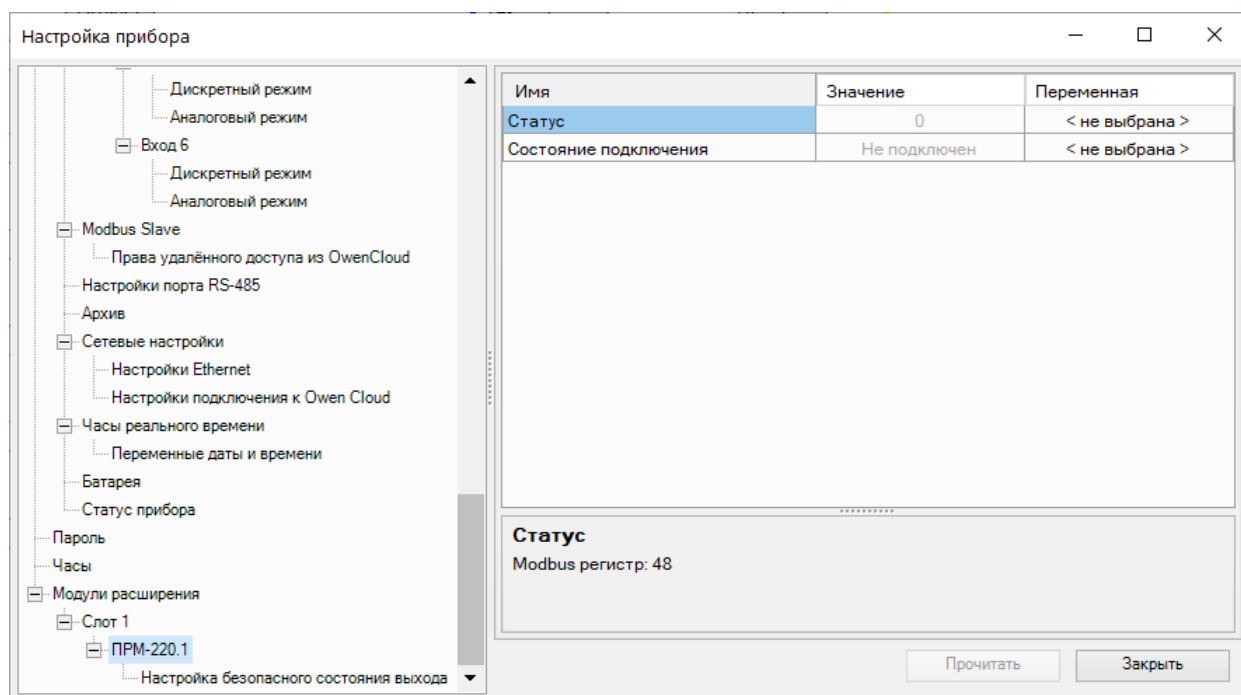 Настройка прибора
Дискретный режим
Аналоговый режим
Вход 6
Дискретный режим
Аналоговый режим
Modbus Slave
Права удалённого доступа из OwenCloud
Настройки порта RS-485
Архив
Сетевые настройки
Настройки Ethernet
Настройки подключения к Owen Cloud
Часы реального времени
Переменные даты и времени
Батарея
Статус прибора
Пароль
Часы
Модули расширения
Слот 1
ПРМ-220.1
Настройка безопасного состояния выхода
Имя Значение Переменная
Статус 0 < не выбрана >
Состояние подключения Не подключен < не выбрана >
Статус
Modbus регистр: 48
Прочитать Закрыть